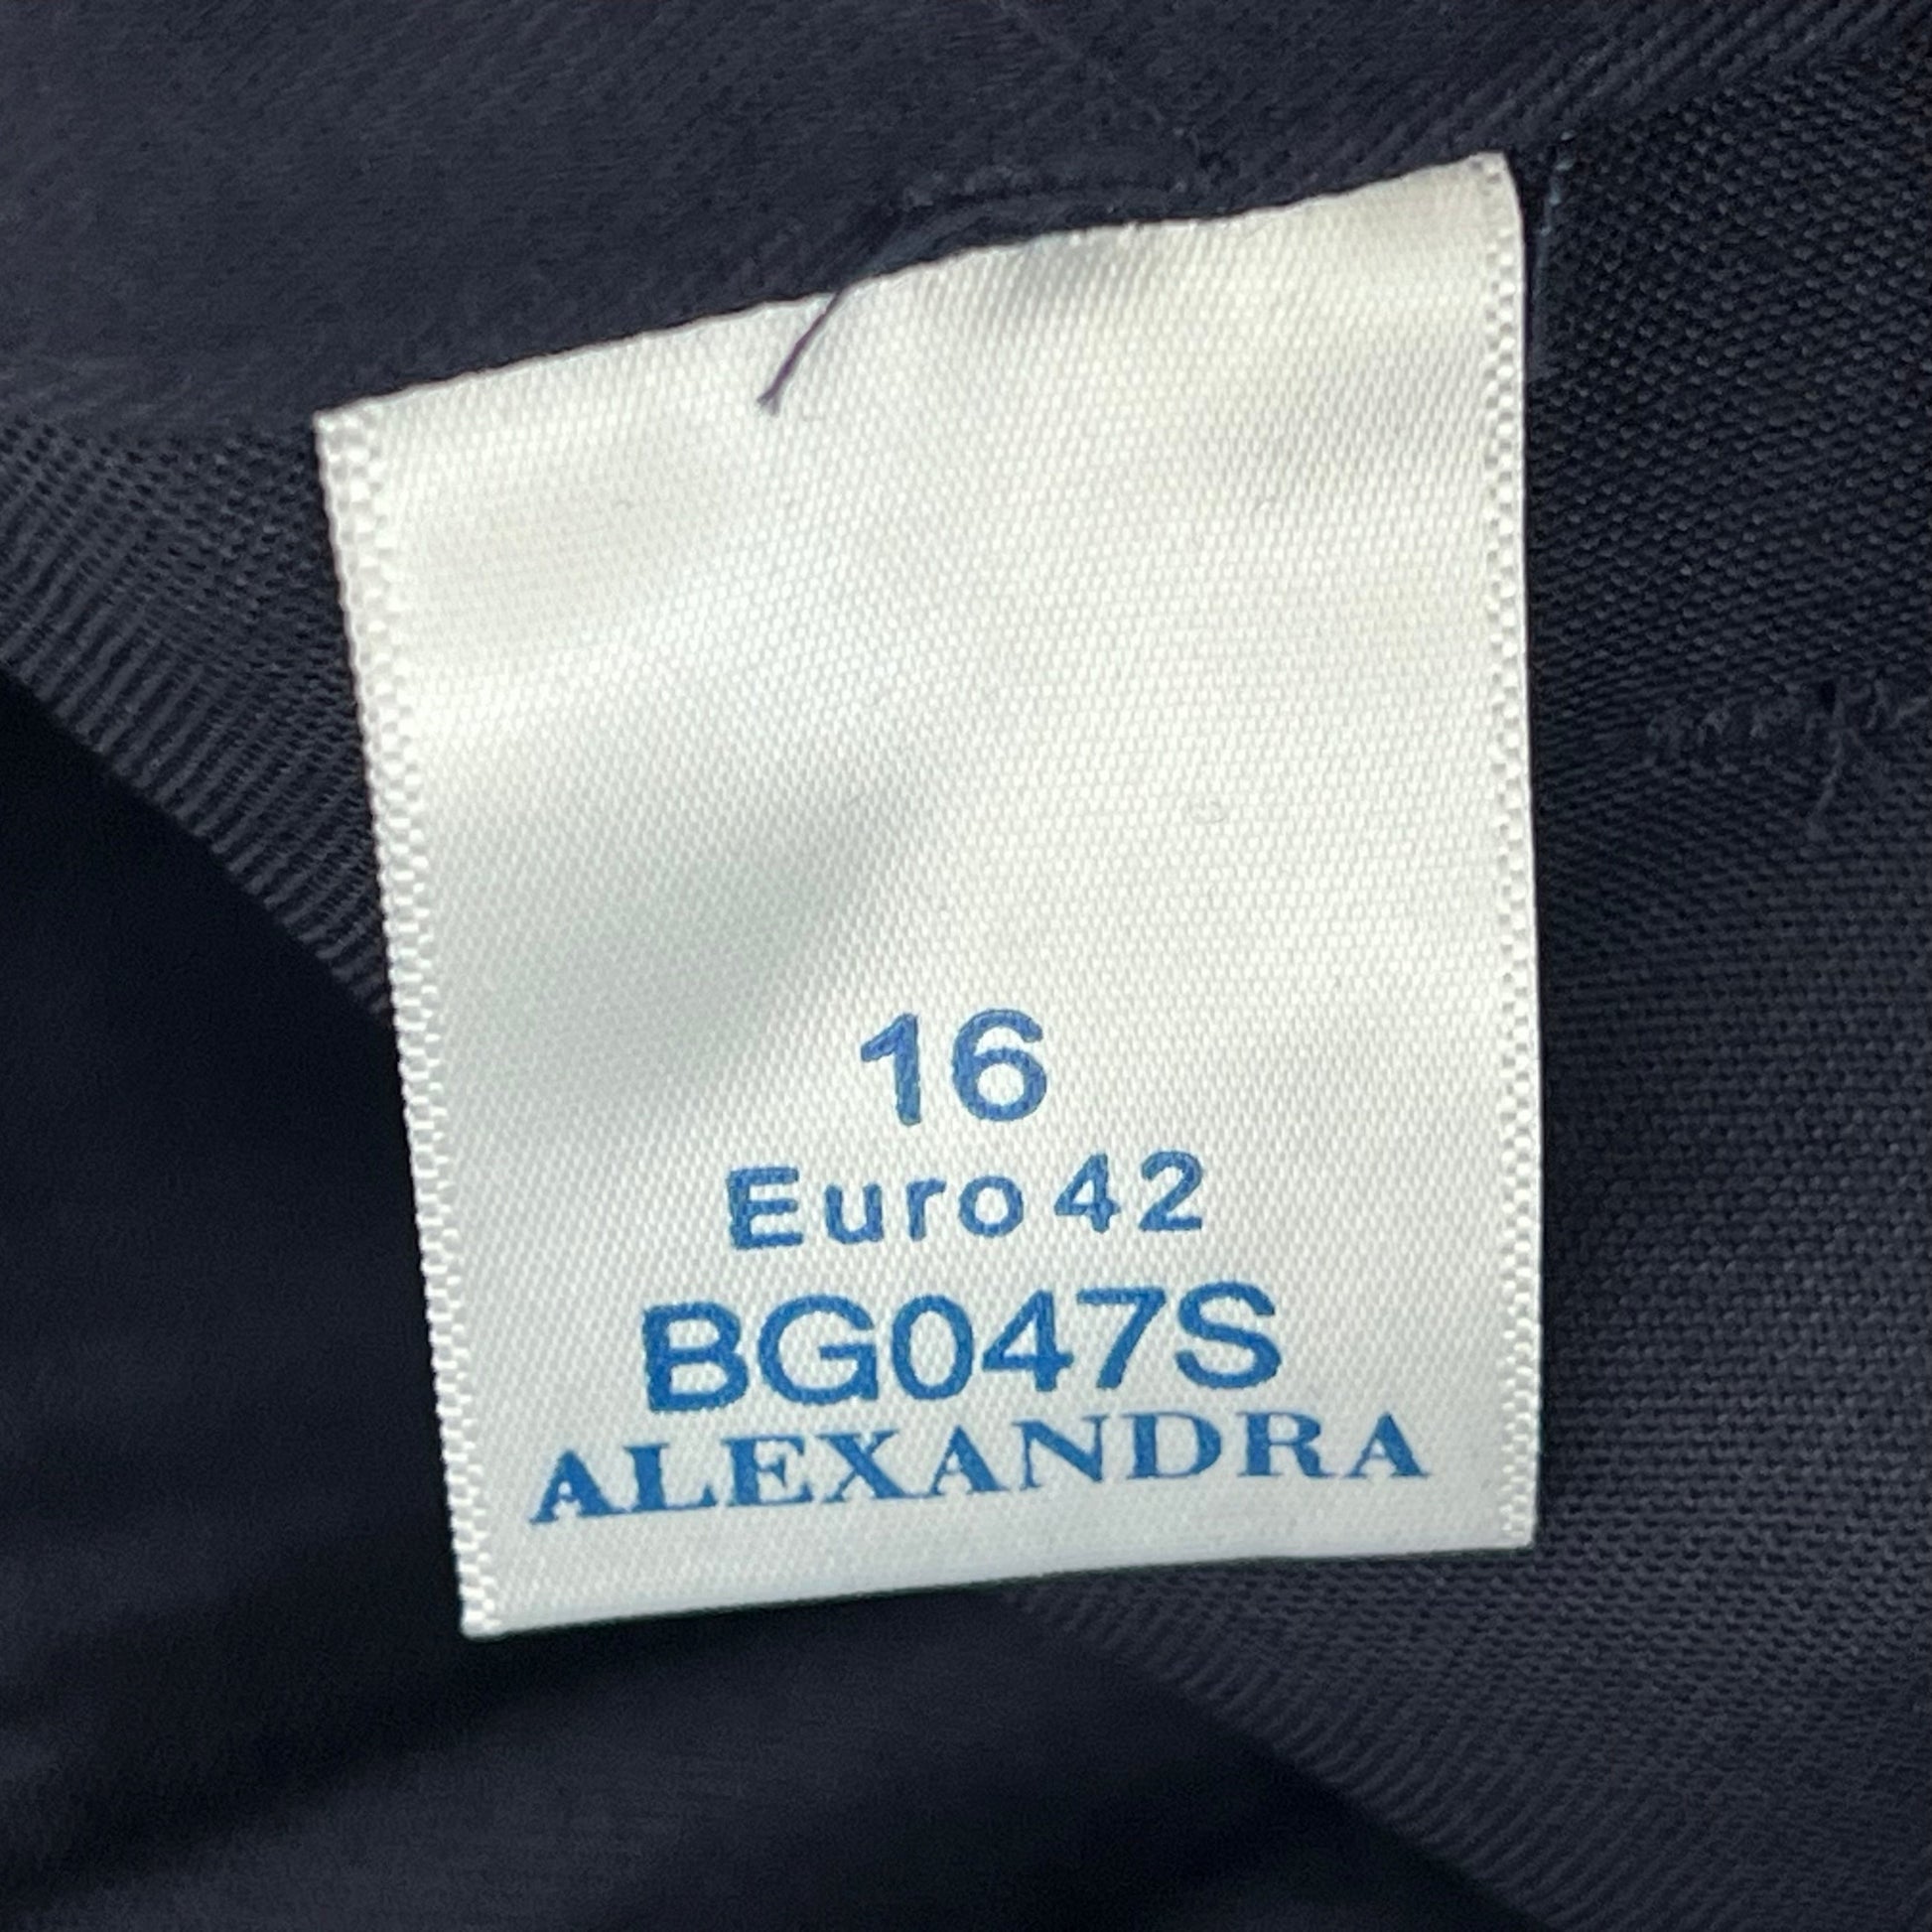 16
Euro 42
BG047S
ALEXANDRA